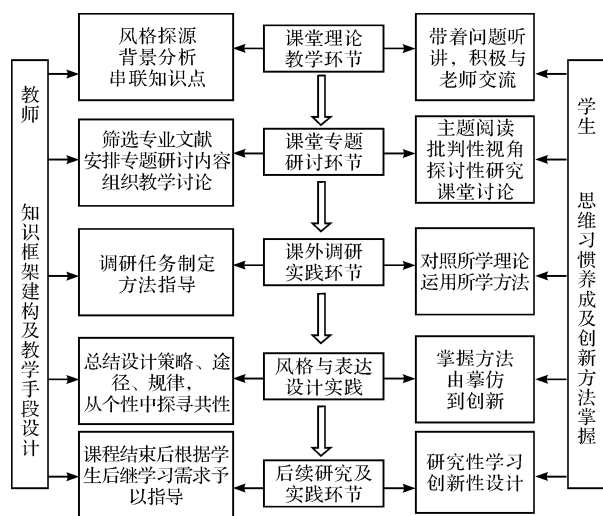 教师
知识框架建构及教学手段设计
风格探源
背景分析
串联知识点
课堂理论
教学环节
带着问题听
讲，积极与
老师交流
筛选专业文献
安排专题研讨内容
组织教学讨论
课堂专题
研讨环节
主题阅读
批判性视角
探讨性研究
课堂讨论
调研任务制定
方法指导
课外调研
实践环节
对照所学理论
运用所学方法
总结设计策略、途
径、规律，
从个性中探寻共性
风格与表达
设计实践
掌握方法
由摹仿
到创新
课程结束后根据学
生后继学习需求予
以指导
后续研究及
实践环节
研究性学习
创新性设计
学生
思维习惯养成及创新方法掌握